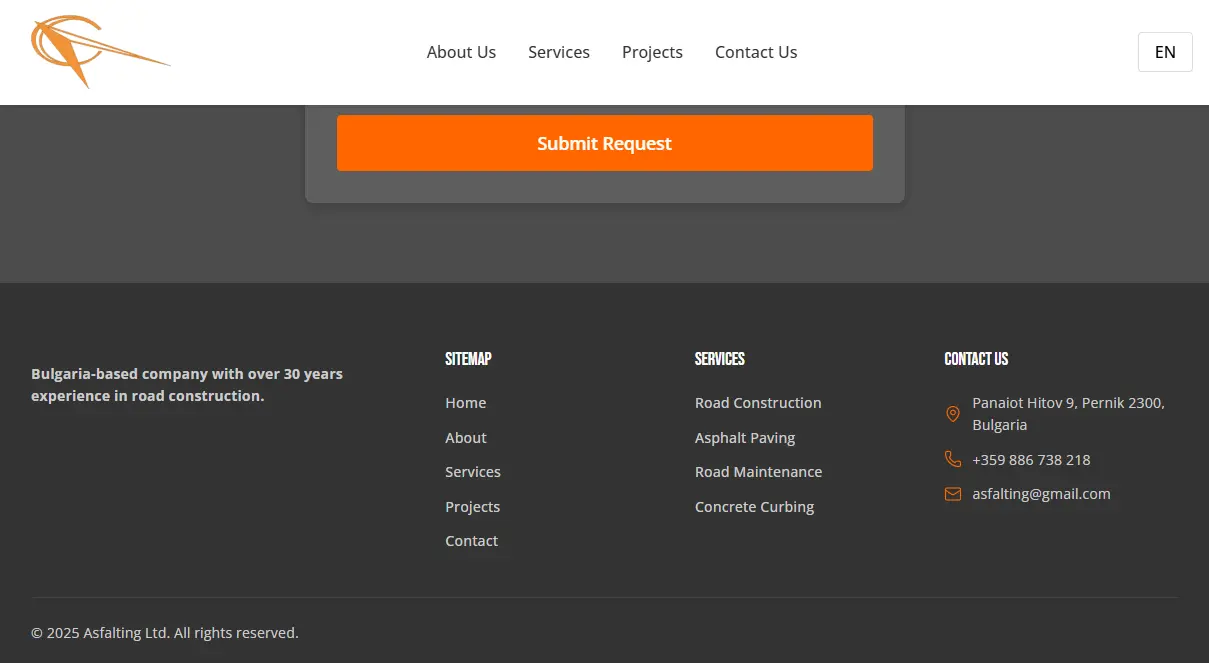 About Us
Services
Projects
Contact Us
EN
Submit Request
Bulgaria-based company with over 30 years
experience in road construction.
SITEMAP
Home
About
Services
Projects
Contact
SERVICES
Road Construction
Asphalt Paving
Road Maintenance
Concrete Curbing
CONTACT US
Panaiot Hitov 9, Pernik 2300,
Bulgaria
+359 886 738 218
asfalting@gmail.com
© 2025 Asfalting Ltd. All rights reserved.